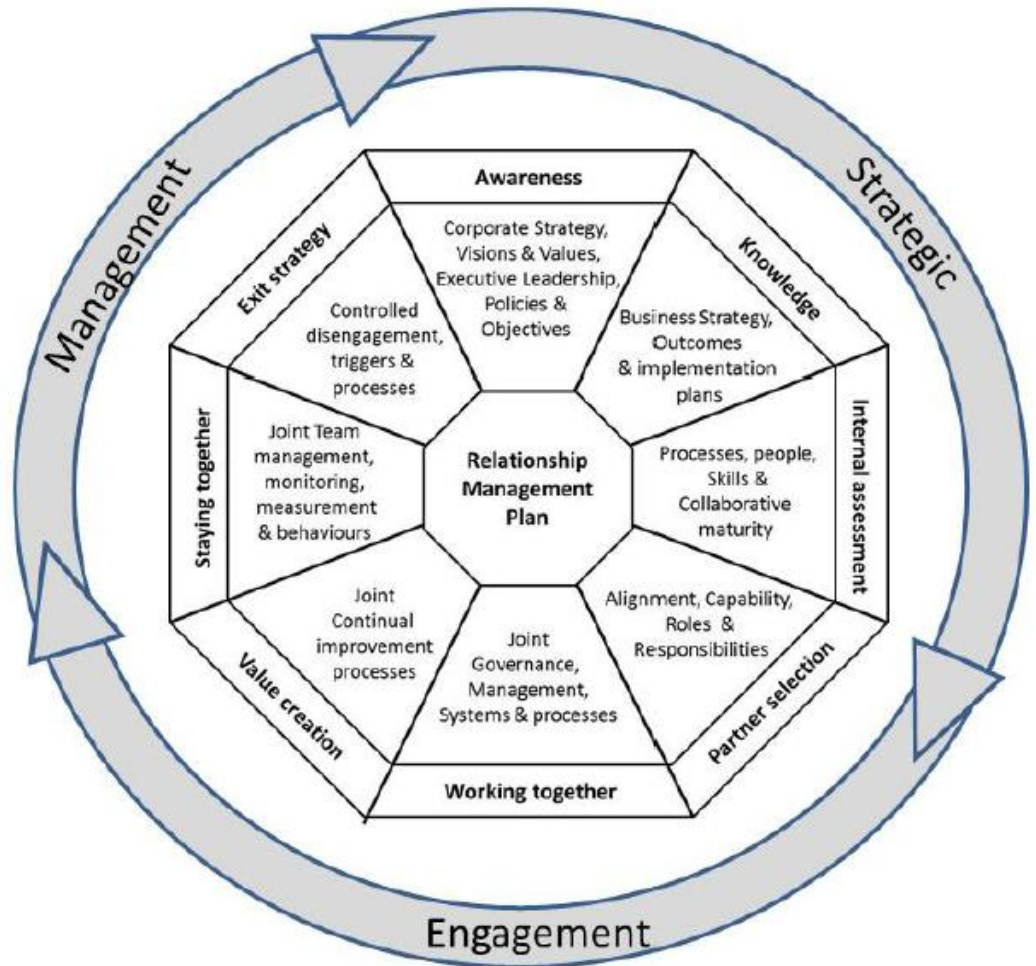 Management
Strategic
Engagement
Awareness
Corporate Strategy,
Visions & Values,
Executive Leadership,
Policies &
Objectives
Knowledge
Business Strategy,
Outcomes
& implementation
plans
Internal assessment
Processes, people,
Skills &
Collaborative
maturity
Partner selection
Alignment, Capability,
Roles &
Responsibilities
Working together
Joint
Governance,
Management,
Systems & processes
Value creation
Joint
Continual
improvement
processes
Staying together
Joint Team
management,
monitoring,
measurement
& behaviours
Exit strategy
Controlled
disengagement,
triggers &
processes
Relationship
Management
Plan